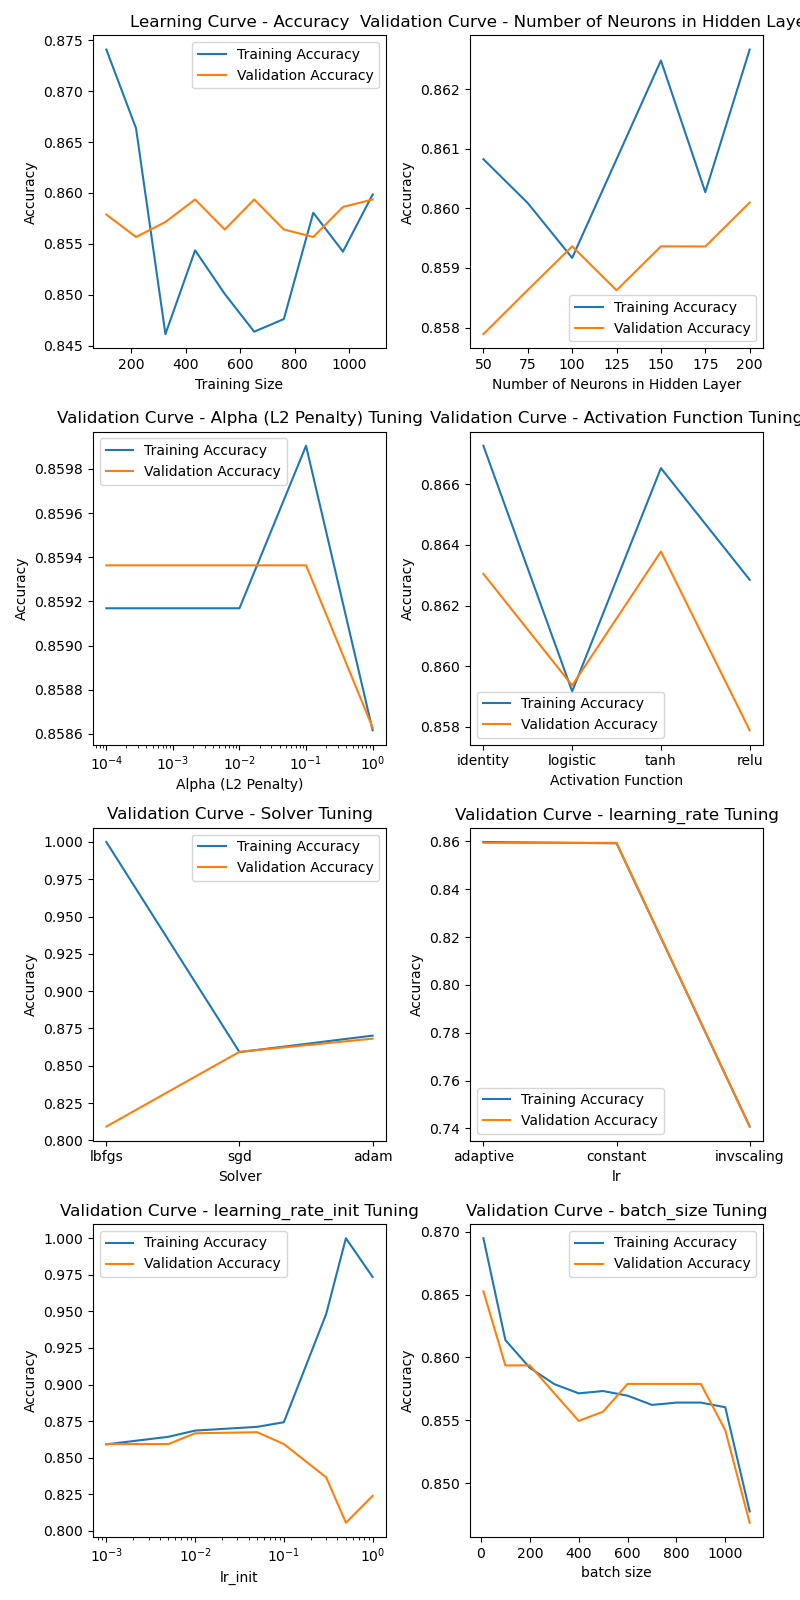 Learning Curve - Accuracy
Validation Curve - Number of Neurons in Hidden Laye
0.875
0.870
0.865
0.860
0.855
0.850
0.845
Accuracy
Training Accuracy
Validation Accuracy
200
400
600
800
1000
Training Size
0.862
0.861
0.860
0.859
0.858
Accuracy
Training Accuracy
Validation Accuracy
50
75
100
125
150
175
200
Number of Neurons in Hidden Layer
Validation Curve - Alpha (L2 Penalty) Tuning
0.8598
0.8596
0.8594
0.8592
0.8590
0.8588
0.8586
Accuracy
Training Accuracy
Validation Accuracy
10⁻⁴
10⁻³
10⁻²
10⁻¹
10⁰
Alpha (L2 Penalty)
Validation Curve - Activation Function Tuning
0.866
0.864
0.862
0.860
0.858
Accuracy
Training Accuracy
Validation Accuracy
identity
logistic
tanh
relu
Activation Function
Validation Curve - Solver Tuning
1.000
0.975
0.950
0.925
0.900
0.875
0.850
0.825
0.800
Accuracy
Training Accuracy
Validation Accuracy
lbfgs
sgd
adam
Solver
Validation Curve - learning_rate Tuning
0.86
0.84
0.82
0.80
0.78
0.76
0.74
Accuracy
Training Accuracy
Validation Accuracy
adaptive
constant
invscaling
lr
Validation Curve - learning_rate_init Tuning
1.000
0.975
0.950
0.925
0.900
0.875
0.850
0.825
0.800
Accuracy
Training Accuracy
Validation Accuracy
10⁻³
10⁻²
10⁻¹
10⁰
lr_init
Validation Curve - batch_size Tuning
0.870
0.865
0.860
0.855
0.850
Accuracy
Training Accuracy
Validation Accuracy
0
200
400
600
800
1000
batch size